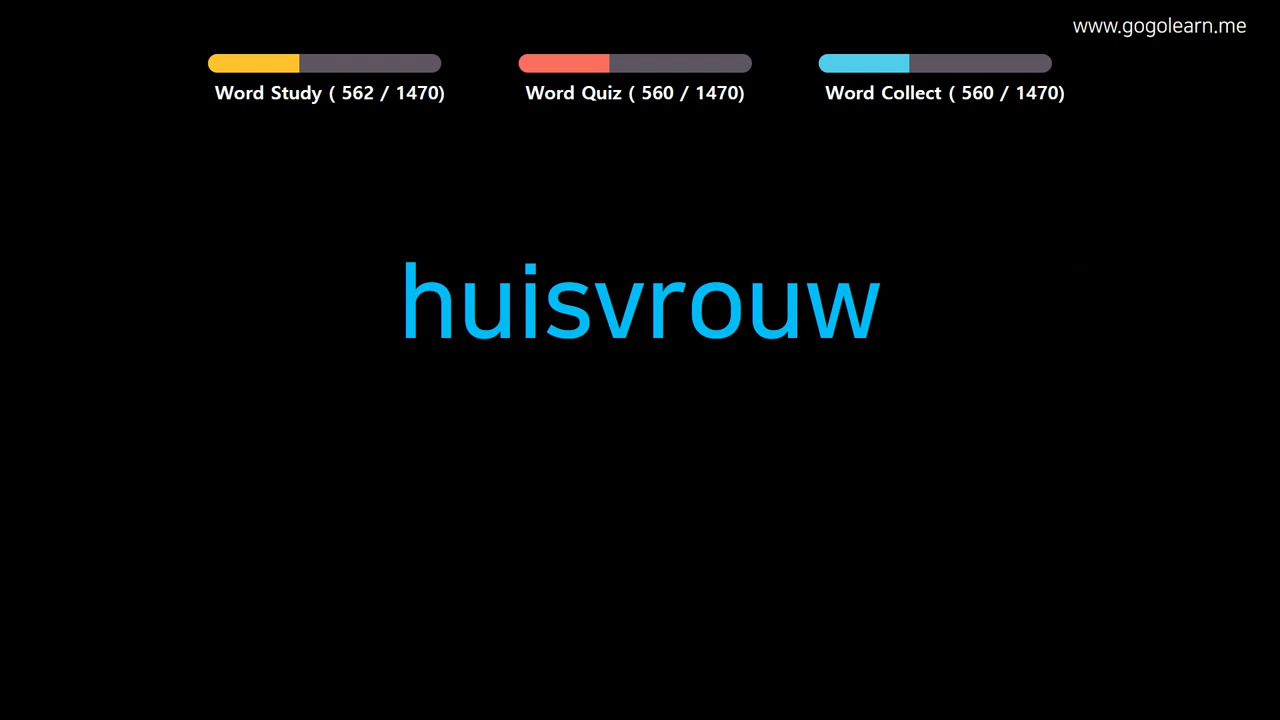 www.gogolearn.me
Word Study ( 562 / 1470)
Word Quiz ( 560 / 1470)
Word Collect ( 560 / 1470)
huisvrouw